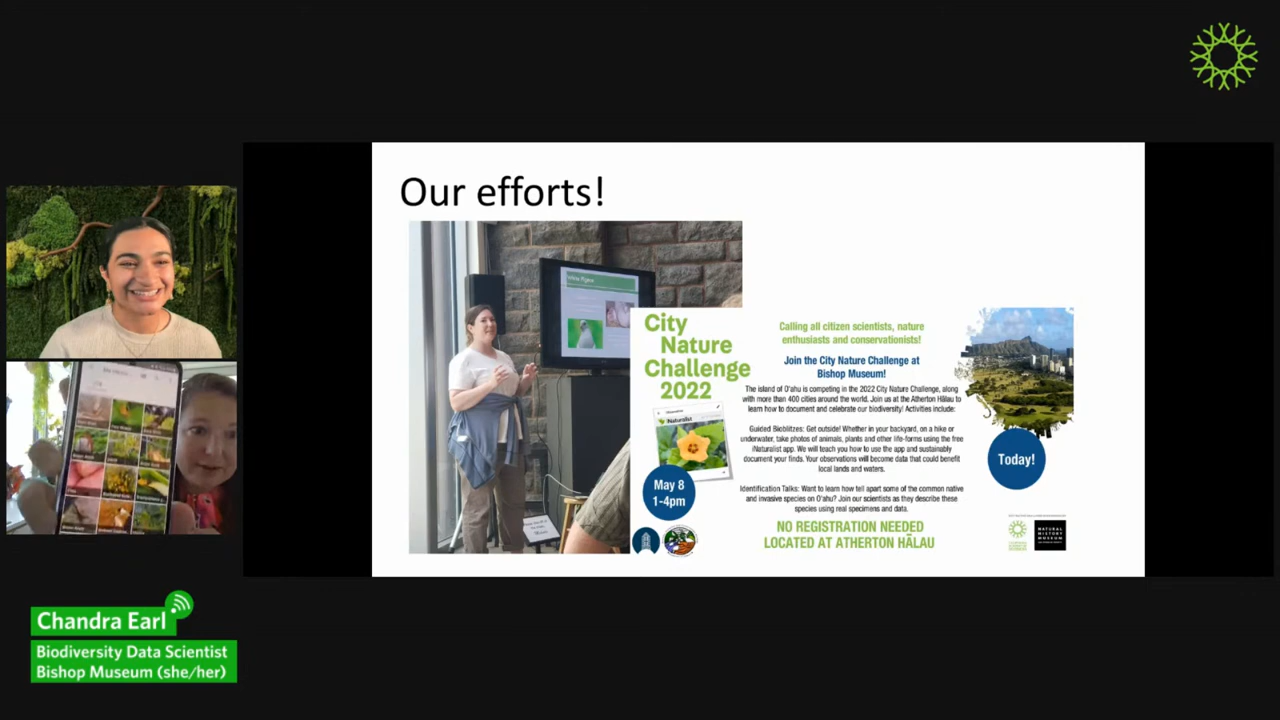 Our efforts!
White Pigeon
City
Nature
Challenge
2022
iNaturalist
May 8
1-4pm
Calling all citizen scientists, nature
enthusiasts and conservationists!
Join the City Nature Challenge at
Bishop Museum!
The island of O'ahu is competing in the 2022 City Nature Challenge, along
with more than 400 cities around the world. Join us at the Atherton Hālau to
learn how to document and celebrate our biodiversity! Activities include:
Guided Bioblitzes: Get outside! Whether in your backyard, on a hike or
underwater, take photos of animals, plants and other life-forms using the free
iNaturalist app. We will teach you how to use the app and sustainably
document your finds. Your observations will become data that could benefit
local lands and waters.
Identification Talks: Want to learn how tell apart some of the common native
and invasive species on O'ahu? Join our scientists as they describe these
species using real specimens and data.
NO REGISTRATION NEEDED
LOCATED AT ATHERTON HĀLAU
Today!
NATURAL
HISTORY
MUSEUM
Chandra Earl
Biodiversity Data Scientist
Bishop Museum (she/her)